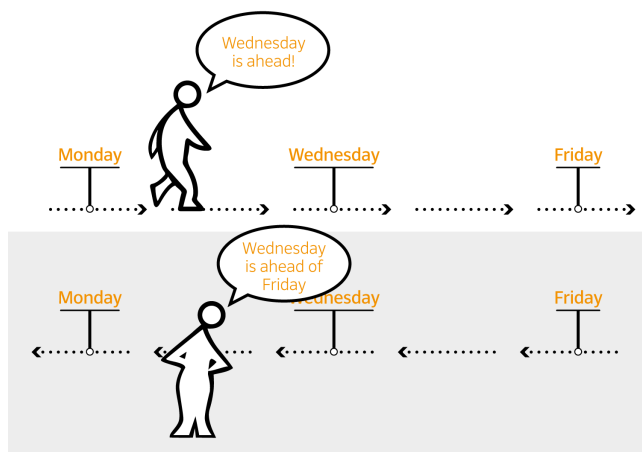 Wednesday
is ahead!
Monday
Wednesday
Friday
Wednesday
is ahead of
Friday
Monday
Wednesday
Friday